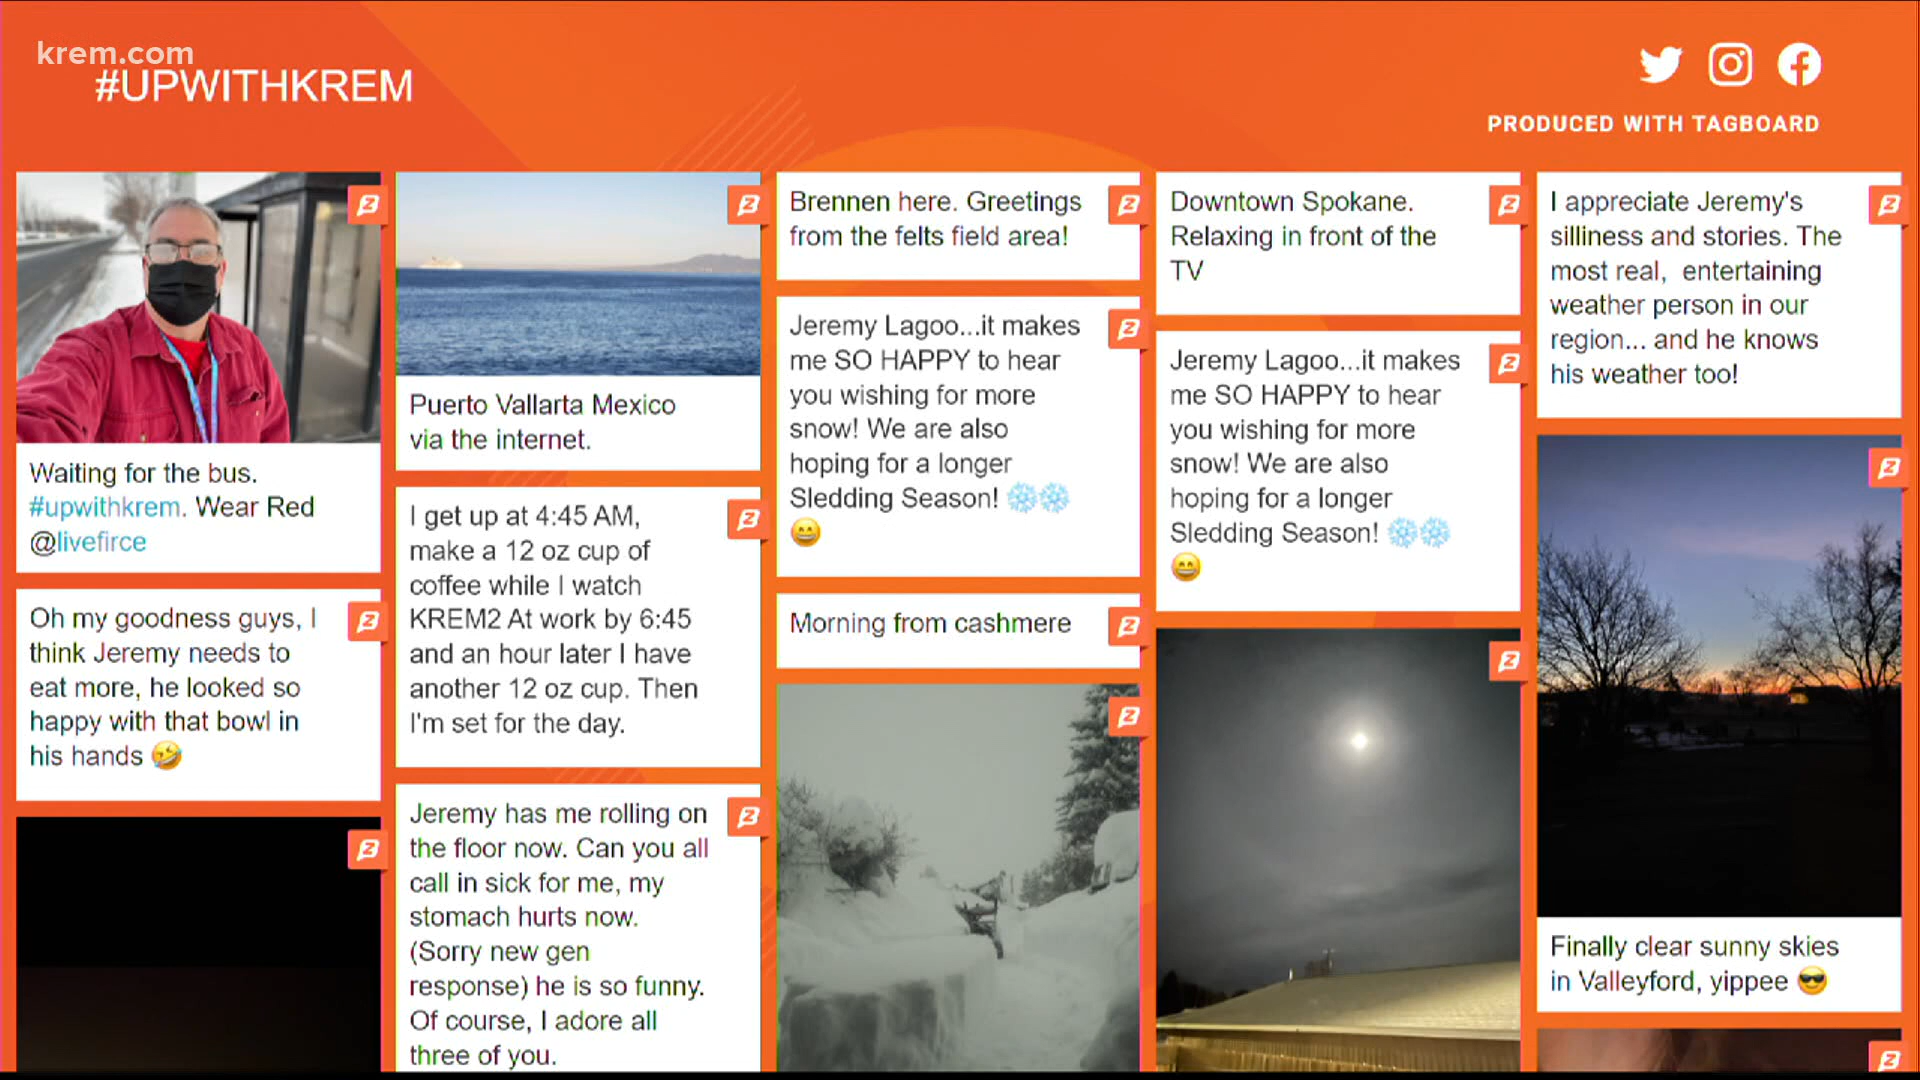 krem.com
#UPWITHKREM
PRODUCED WITH TAGBOARD
Waiting for the bus.
#upwithkrem. Wear Red
@livefirce
Oh my goodness guys, I
think Jeremy needs to
eat more, he looked so
happy with that bowl in
his hands 🤣
Puerto Vallarta Mexico
via the internet.
I get up at 4:45 AM,
make a 12 oz cup of
coffee while I watch
KREM2 At work by 6:45
and an hour later I have
another 12 oz cup. Then
I'm set for the day.
Jeremy has me rolling on
the floor now. Can you all
call in sick for me, my
stomach hurts now.
(Sorry new gen
response) he is so funny.
Of course, I adore all
three of you.
Brennen here. Greetings
from the felts field area!
Jeremy Lagoo...it makes
me SO HAPPY to hear
you wishing for more
snow! We are also
hoping for a longer
Sledding Season! ❄️❄️
😄
Morning from cashmere
Downtown Spokane.
Relaxing in front of the
TV
Jeremy Lagoo...it makes
me SO HAPPY to hear
you wishing for more
snow! We are also
hoping for a longer
Sledding Season! ❄️❄️
😄
I appreciate Jeremy's
silliness and stories. The
most real, entertaining
weather person in our
region... and he knows
his weather too!
Finally clear sunny skies
in Valleyford, yippee 😎